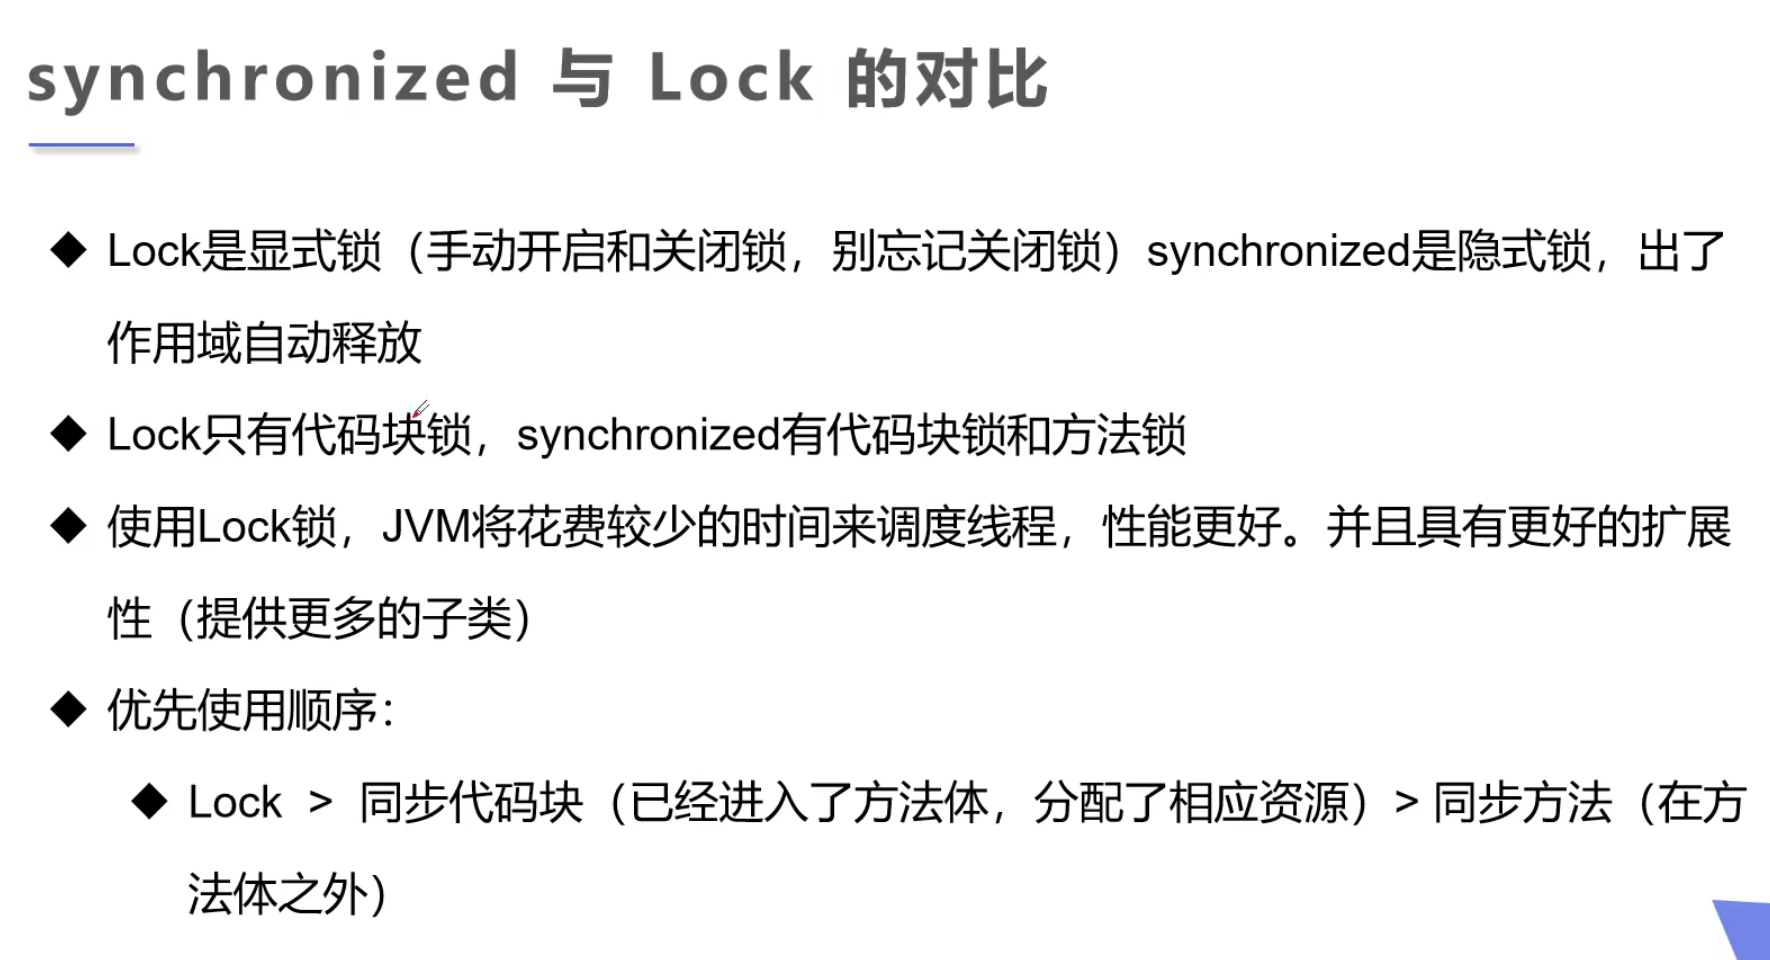 synchronized 与 Lock 的对比
Lock是显式锁（手动开启和关闭锁，别忘记关闭锁）synchronized是隐式锁，出了
作用域自动释放
Lock只有代码块锁，synchronized有代码块锁和方法锁
使用Lock锁，JVM将花费较少的时间来调度线程，性能更好。并且具有更好的扩展
性（提供更多的子类）
优先使用顺序：
Lock > 同步代码块（已经进入了方法体，分配了相应资源）> 同步方法（在方
法体之外）